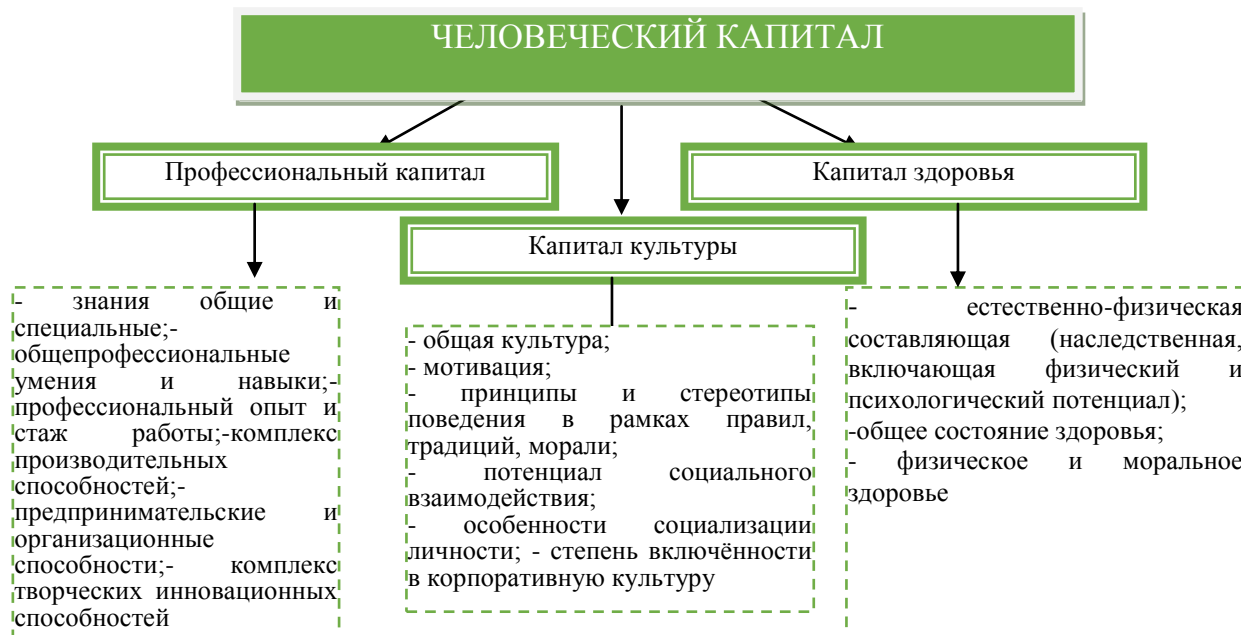 ЧЕЛОВЕЧЕСКИЙ КАПИТАЛ
Профессиональный капитал
Капитал культуры
Капитал здоровья
- знания общие и
специальные;-
общепрофессиональные
умения и навыки;-
профессиональный опыт и
стаж работы;-комплекс
производительных
способностей;-
предпринимательские и
организационные
способности;- комплекс
творческих инновационных
способностей
- общая культура;
- мотивация;
- принципы и стереотипы
поведения в рамках правил,
традиций, морали;
- потенциал социального
взаимодействия;
- особенности социализации
личности; - степень включённости
в корпоративную культуру
- естественно-физическая
составляющая (наследственная,
включающая физический и
психологический потенциал);
-общее состояние здоровья;
- физическое и моральное
здоровье